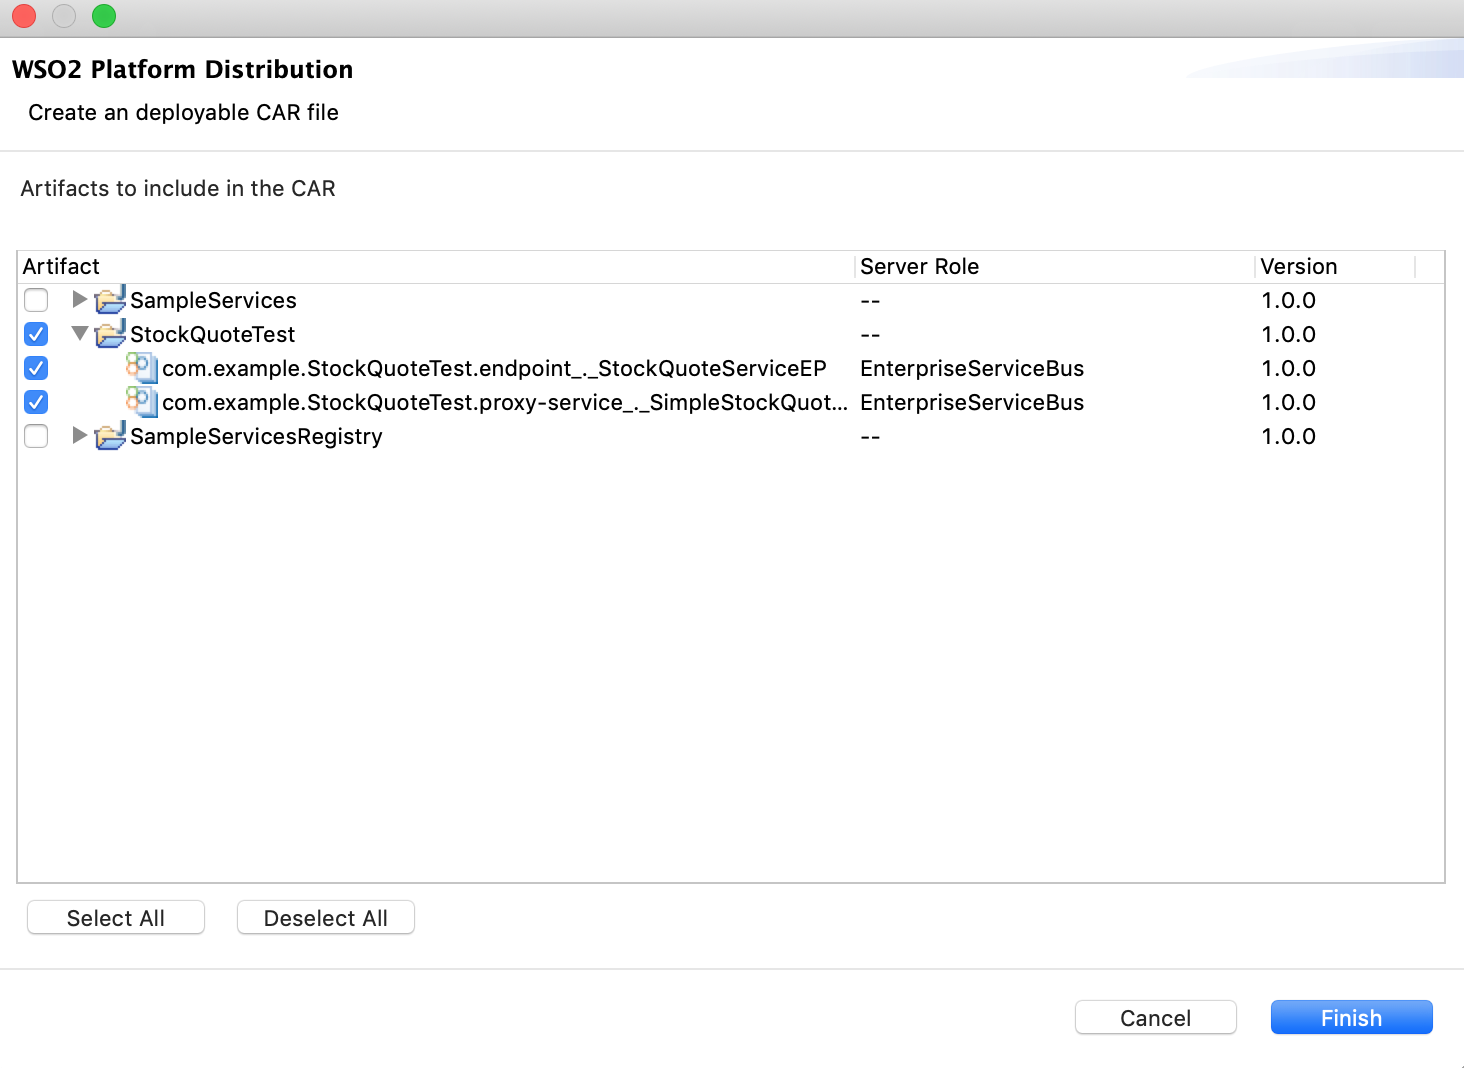 WSO2 Platform Distribution
Create an deployable CAR file
Artifacts to include in the CAR
Artifact Server Role Version
SampleServices -- 1.0.0
StockQuoteTest -- 1.0.0
com.example.StockQuoteTest.endpoint_._StockQuoteServiceEP EnterpriseServiceBus 1.0.0
com.example.StockQuoteTest.proxy-service_._SimpleStockQuot... EnterpriseServiceBus 1.0.0
SampleServicesRegistry -- 1.0.0
Select All Deselect All
Cancel Finish